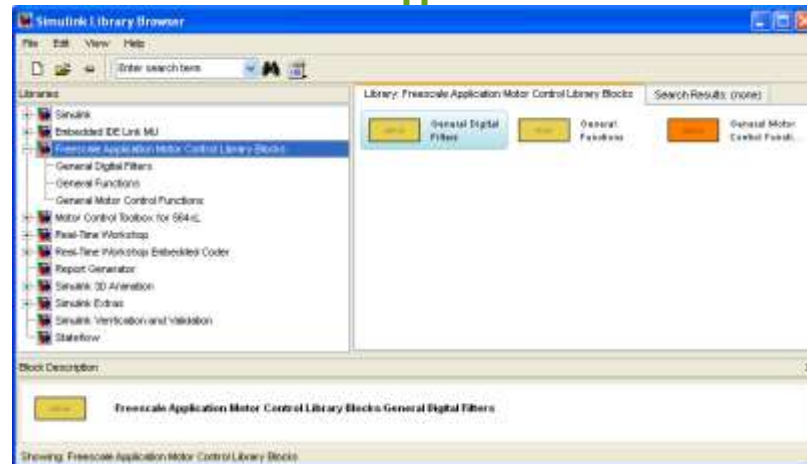 Simulink Library Browser
File Edit View Help
Enter search term
Libraries
Library: Freescale Application Motor Control Library Blocks
Search Results: (none)
Simulink
Embedded IDE Link MU
Freescale Application Motor Control Library Blocks
General Digital Filters
General Functions
General Motor Control Functions
Motor Control Toolbox for 564xL
Real-Time Workshop
Real-Time Workshop Embedded Coder
Report Generator
Simulink 3D Animation
Simulink Extras
Simulink Verification and Validation
Stateflow
General Digital
Filters
General
Functions
General Motor
Control Functi...
Block Description
Freescale Application Motor Control Library Blocks/General Digital Filters
Showing: Freescale Application Motor Control Library Blocks